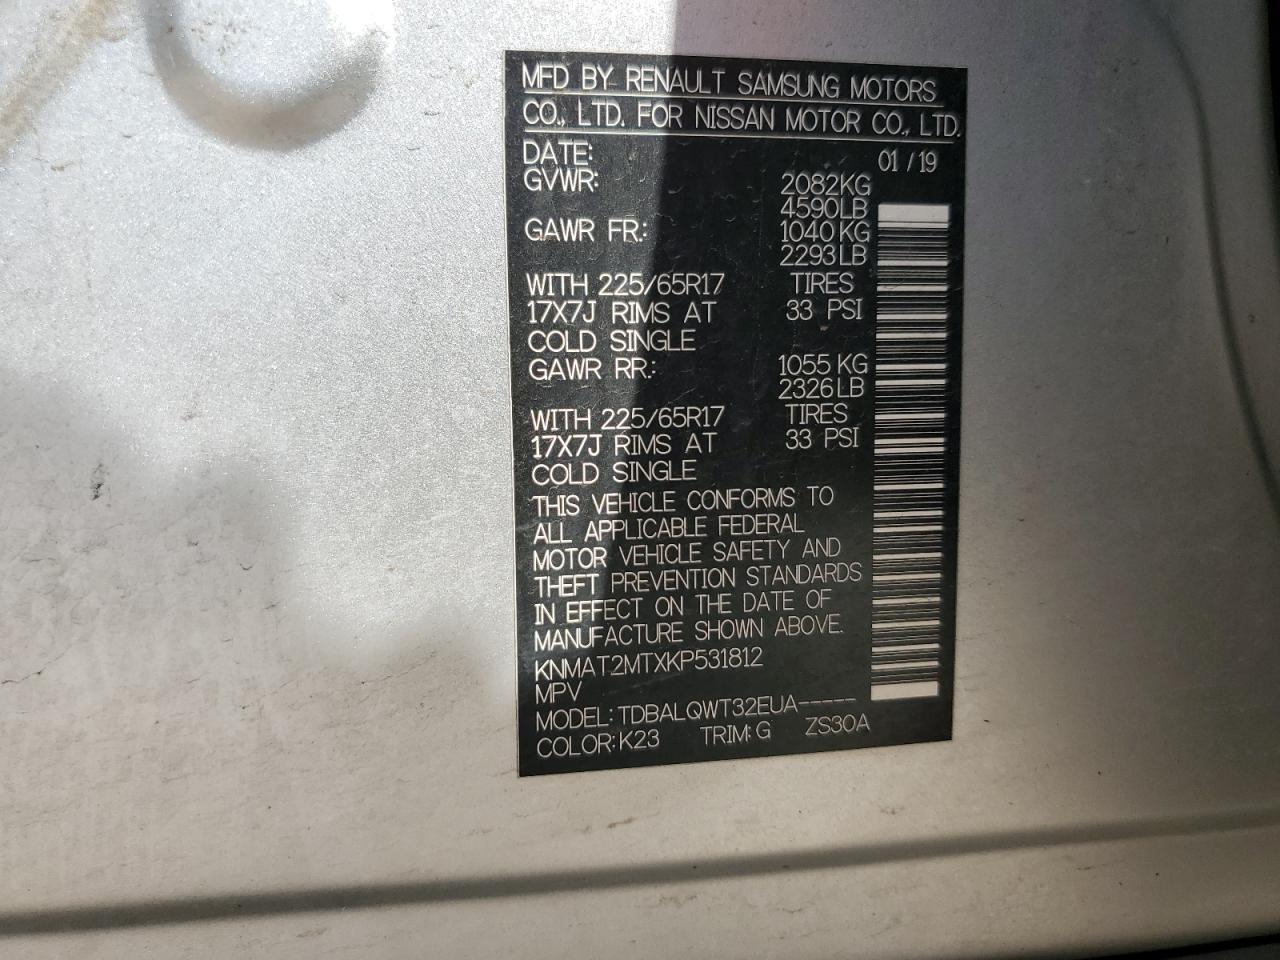 MFD BY RENAULT SAMSUNG MOTORS
CO., LTD. FOR NISSAN MOTOR CO., LTD.
DATE: 01 / 19
GVWR: 2082KG
4590LB
GAWR FR.: 1040KG
2293LB
WITH 225/65R17 TIRES
17X7J RIMS AT 33 PSI
COLD SINGLE
GAWR RR.: 1055 KG
2326LB
WITH 225/65R17 TIRES
17X7J RIMS AT 33 PSI
COLD SINGLE
THIS VEHICLE CONFORMS TO
ALL APPLICABLE FEDERAL
MOTOR VEHICLE SAFETY AND
THEFT PREVENTION STANDARDS
IN EFFECT ON THE DATE OF
MANUFACTURE SHOWN ABOVE.
KNMAT2MTXKP531812
MPV
MODEL: TDBALQWT32EUA-----
COLOR:K23 TRIM: G ZS30A